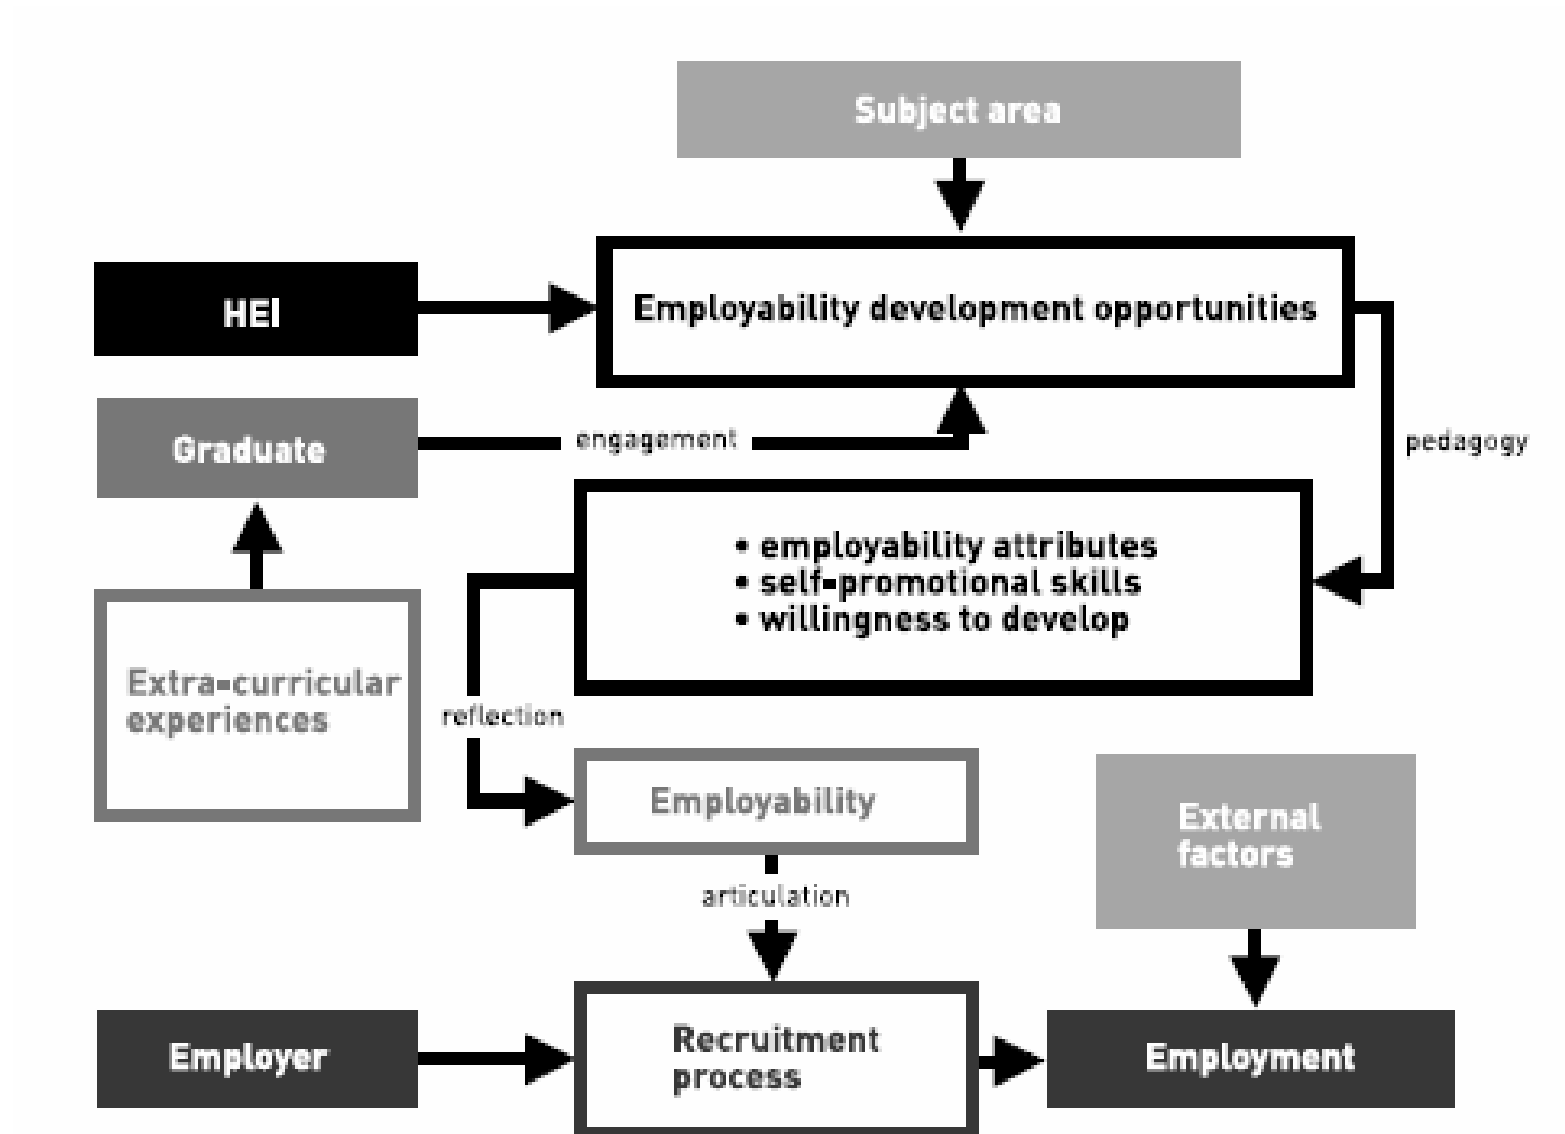 Subject area
HEI
Employability development opportunities
Graduate
engagement
pedagogy
• employability attributes
• self-promotional skills
• willingness to develop
Extra-curricular
experiences
reflection
Employability
External
factors
articulation
Employer
Recruitment
process
Employment